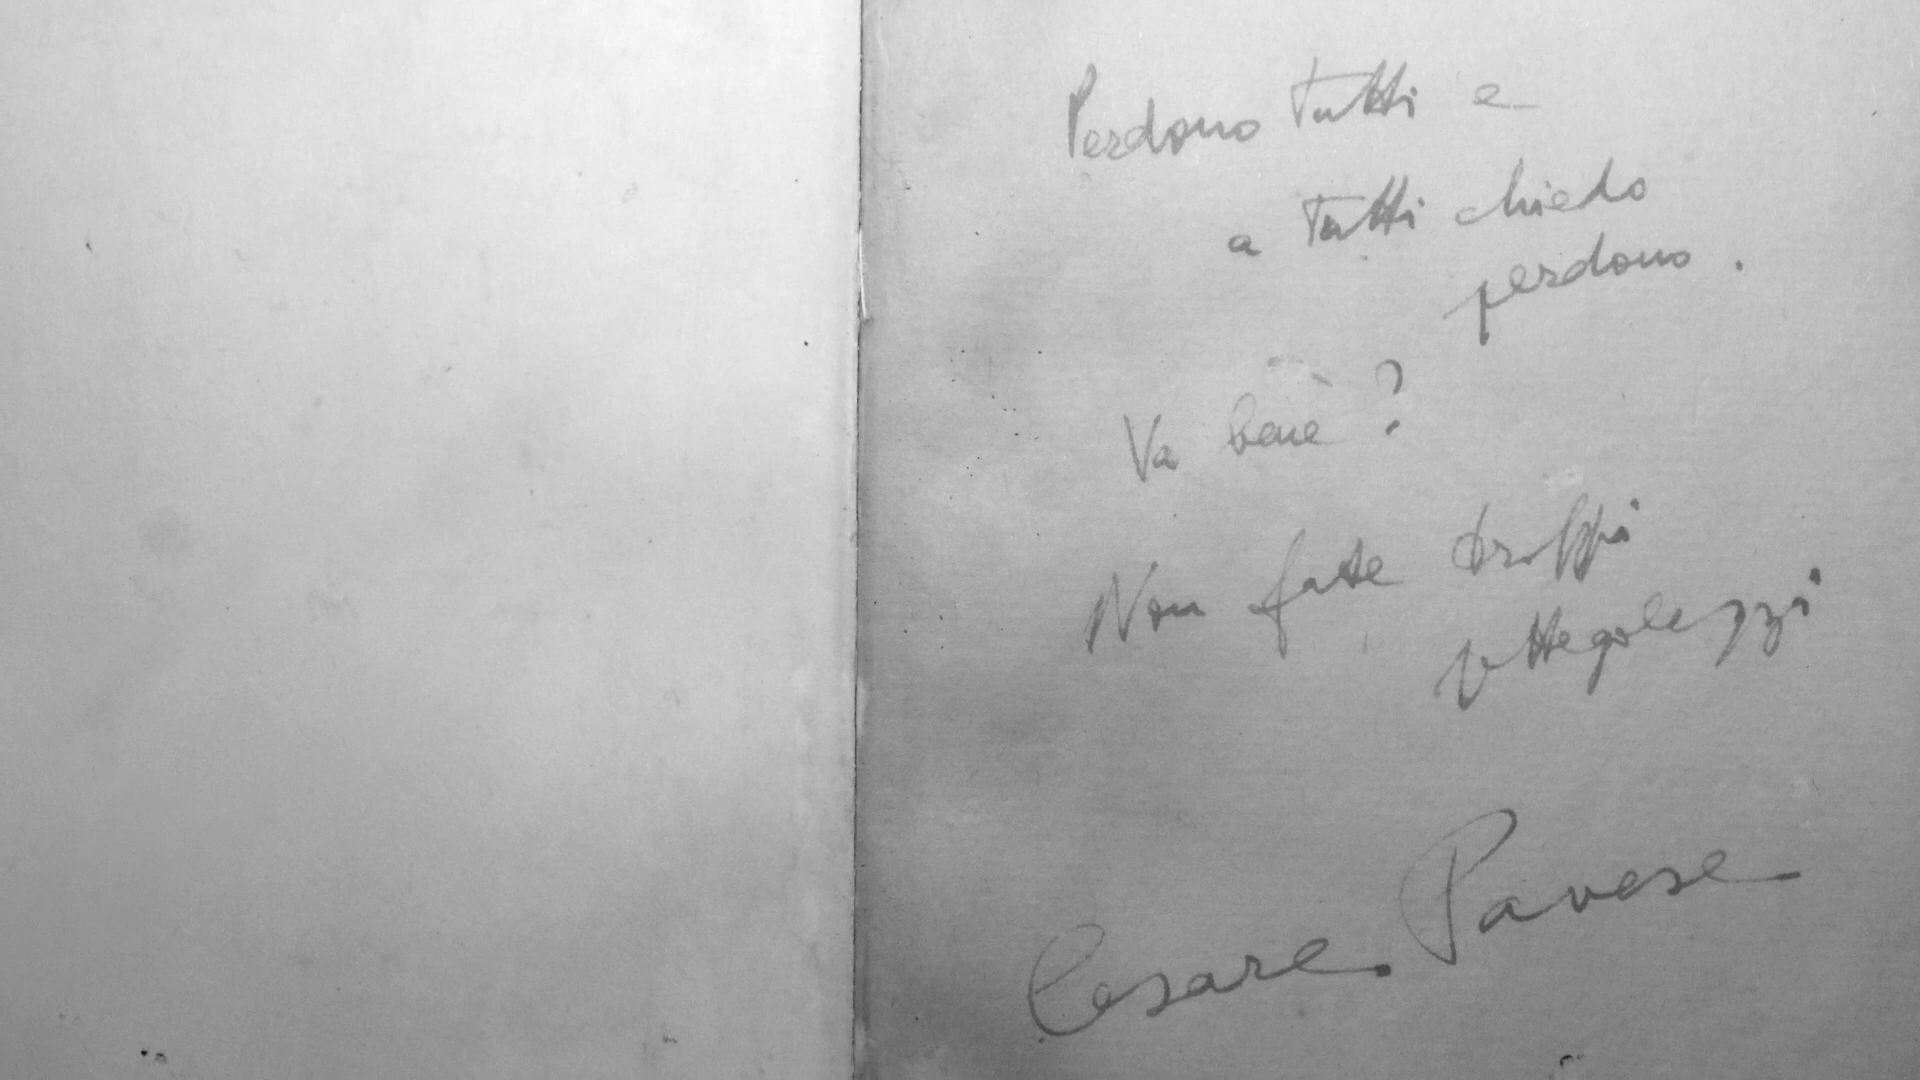 Perdono tutti e
a tutti chiedo
perdono.
Va bene?
Non fate troppi
pettegolezzi
Cesare Pavese